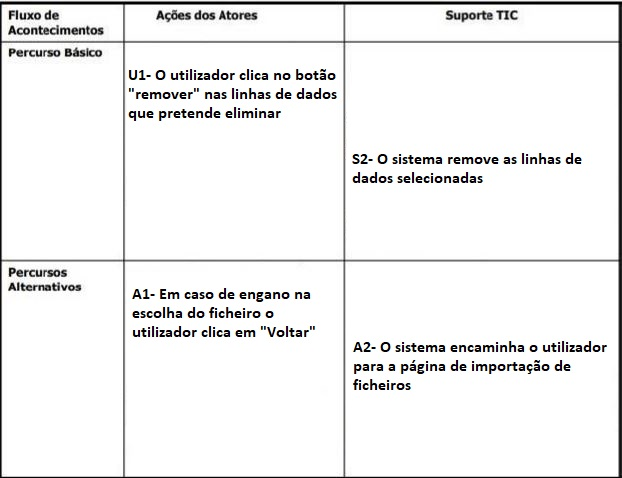 Fluxo de
Acontecimentos
Ações dos Atores
Suporte TIC
Percurso Básico
U1- O utilizador clica no botão
"remover" nas linhas de dados
que pretende eliminar
S2- O sistema remove as linhas de
dados selecionadas
Percursos
Alternativos
A1- Em caso de engano na
escolha do ficheiro o
utilizador clica em "Voltar"
A2- O sistema encaminha o utilizador
para a página de importação de
ficheiros